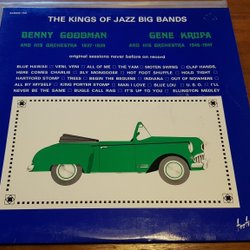 THE KINGS OF JAZZ BIG BANDS
BENNY GOODMAN
AND HIS ORCHESTRA 1937-1939
GENE KRUPA
AND HIS ORCHESTRA 1946-1947
original sessions never before on record
BLUE HAWAII • VENI, VENI • ALL OF ME • THE YAM • MOTEN SWING • CLAP HANDS,
HERE COMES CHARLIE • SLY MONGOOSE • HOT FOOT SHUFFLE • HOLD TIGHT •
HARTFORD STOMP • TREES • BEGIN THE BEGUINE • INDIANA • OUT OF NOWHERE •
ALL BY MYSELF • KING PORTER STOMP • MAN I LOVE • BLUE LOU • U. S. O. • I'LL
NEVER BE THE SAME • BUGLE CALL RAG • IT'S UP TO YOU • ELLINGTON MEDLEY